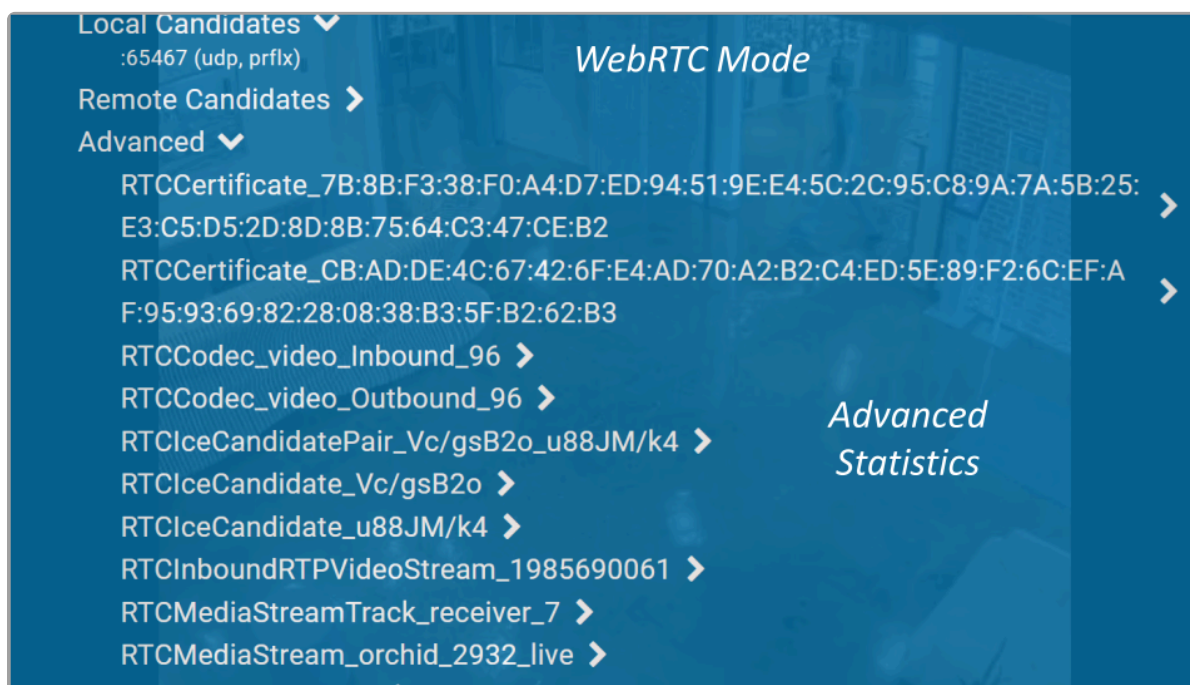 Local Candidates
:65467 (udp, prflx)
WebRTC Mode
Remote Candidates
Advanced
RTCCertificate_7B:8B:F3:38:F0:A4:D7:ED:94:51:9E:E4:5C:2C:95:C8:9A:7A:5B:25:
E3:C5:D5:2D:8D:8B:75:64:C3:47:CE:B2
RTCCertificate_CB:AD:DE:4C:67:42:6F:E4:AD:70:A2:B2:C4:ED:5E:89:F2:6C:EF:A
F:95:93:69:82:28:08:38:B3:5F:B2:62:B3
RTCCodec_video_Inbound_96
RTCCodec_video_Outbound_96
RTCIceCandidatePair_Vc/gsB2o_u88JM/k4
RTCIceCandidate_Vc/gsB2o
RTCIceCandidate_u88JM/k4
RTCInboundRTPVideoStream_1985690061
RTCMediaStreamTrack_receiver_7
RTCMediaStream_orchid_2932_live
Advanced
Statistics